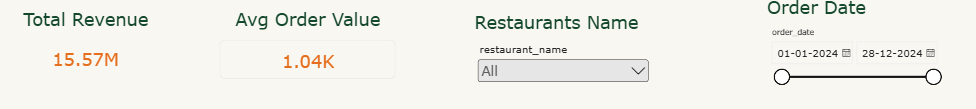 Total Revenue
15.57M
Avg Order Value
1.04K
Restaurants Name
restaurant_name
All
Order Date
order_date
01-01-2024 28-12-2024